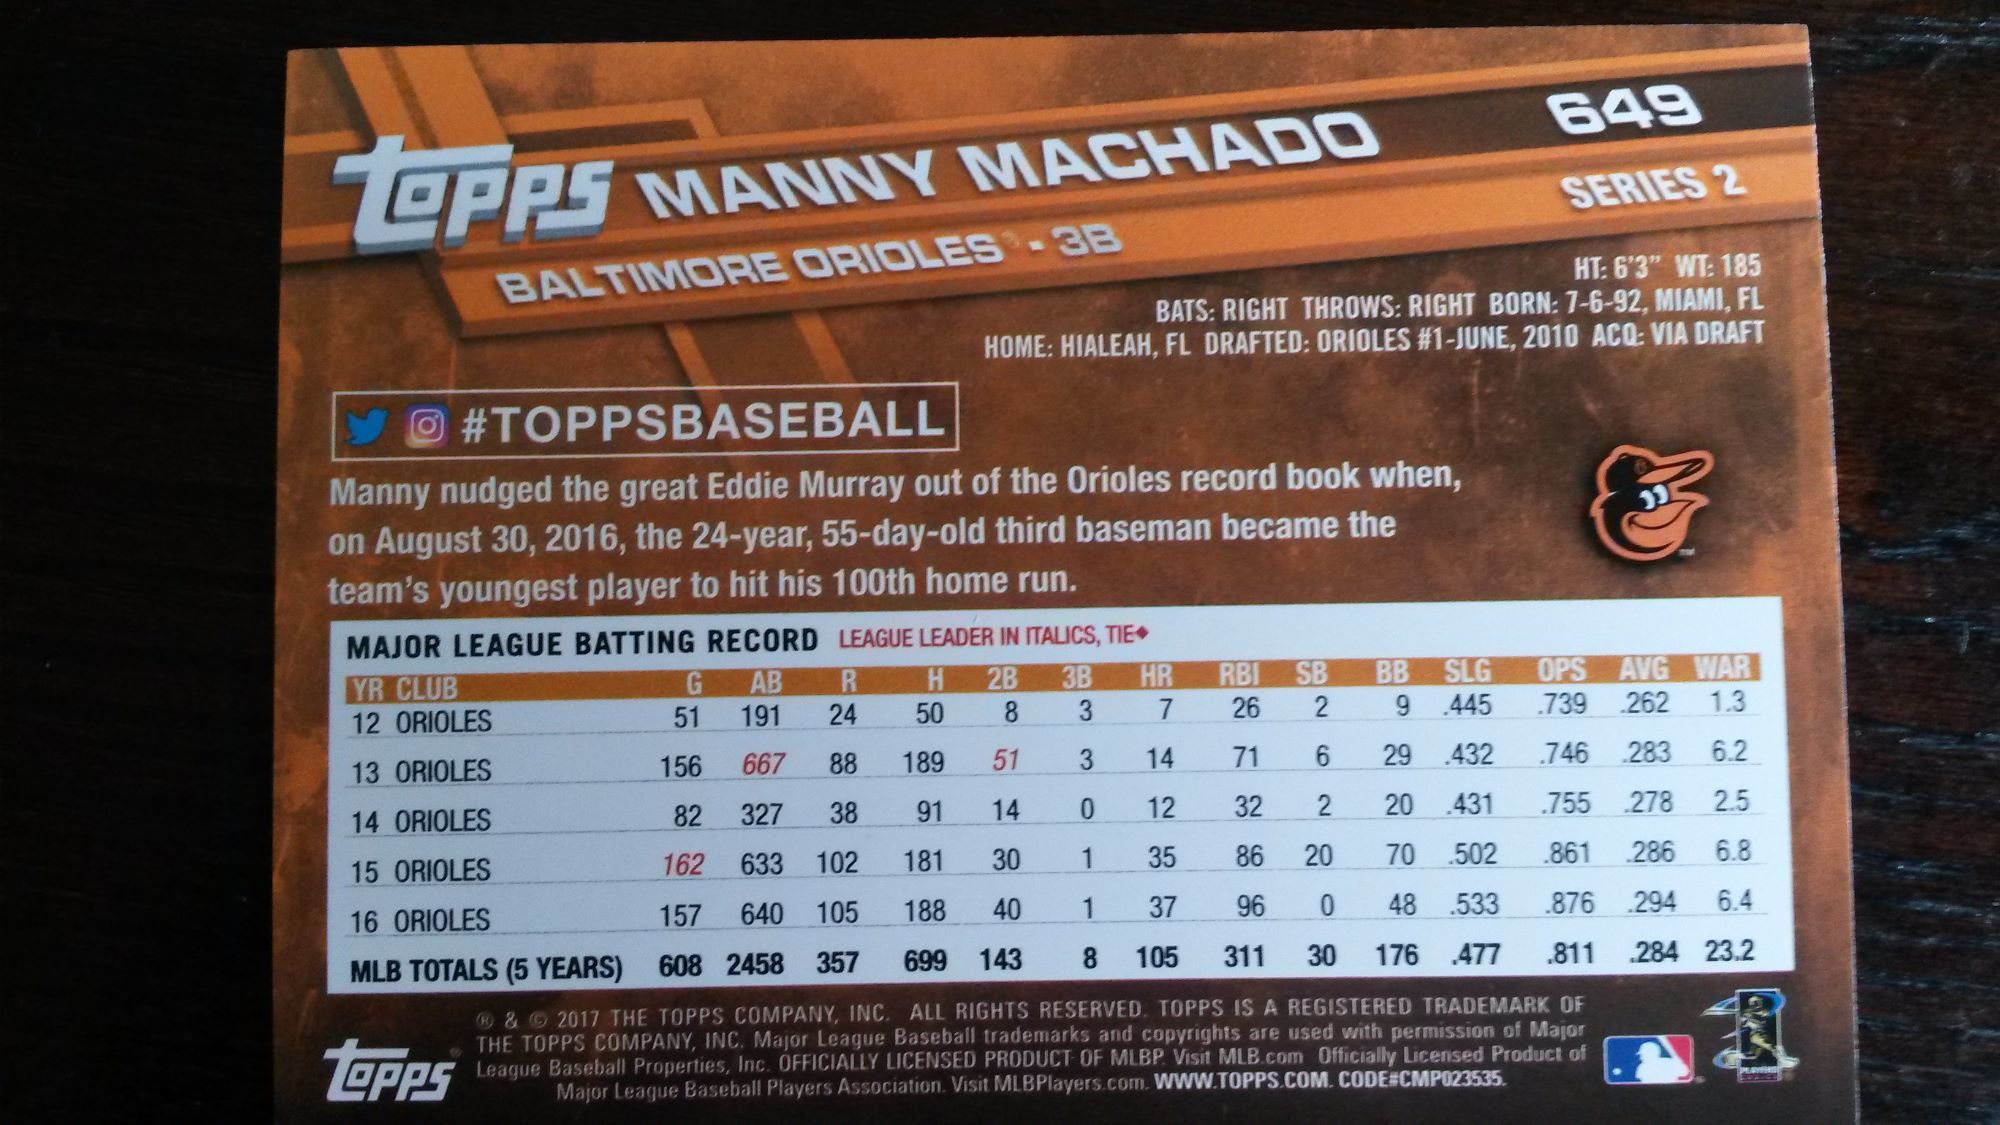 TOPPS MANNY MACHADO 649
BALTIMORE ORIOLES® - 3B SERIES 2
HT: 6'3" WT: 185
BATS: RIGHT THROWS: RIGHT BORN: 7-6-92, MIAMI, FL
HOME: HIALEAH, FL DRAFTED: ORIOLES #1-JUNE, 2010 ACQ: VIA DRAFT
#TOPPSBASEBALL
Manny nudged the great Eddie Murray out of the Orioles record book when,
on August 30, 2016, the 24-year, 55-day-old third baseman became the
team's youngest player to hit his 100th home run.
TM
MAJOR LEAGUE BATTING RECORD LEAGUE LEADER IN ITALICS, TIE◆
YR CLUB G AB R H 2B 3B HR RBI SB BB SLG OPS AVG WAR
12 ORIOLES 51 191 24 50 8 3 7 26 2 9 .445 .739 .262 1.3
13 ORIOLES 156 667 88 189 51 3 14 71 6 29 .432 .746 .283 6.2
14 ORIOLES 82 327 38 91 14 0 12 32 2 20 .431 .755 .278 2.5
15 ORIOLES 162 633 102 181 30 1 35 86 20 70 .502 .861 .286 6.8
16 ORIOLES 157 640 105 188 40 1 37 96 0 48 .533 .876 .294 6.4
MLB TOTALS (5 YEARS) 608 2458 357 699 143 8 105 311 30 176 .477 .811 .284 23.2
® & © 2017 THE TOPPS COMPANY, INC. ALL RIGHTS RESERVED. TOPPS IS A REGISTERED TRADEMARK OF
THE TOPPS COMPANY, INC. Major League Baseball trademarks and copyrights are used with permission of Major
League Baseball Properties, Inc. OFFICIALLY LICENSED PRODUCT OF MLBP. Visit MLB.com Officially Licensed Product of
Major League Baseball Players Association. Visit MLBPlayers.com. WWW.TOPPS.COM. CODE#CMP023535.
TOPPS®
PLAYERS